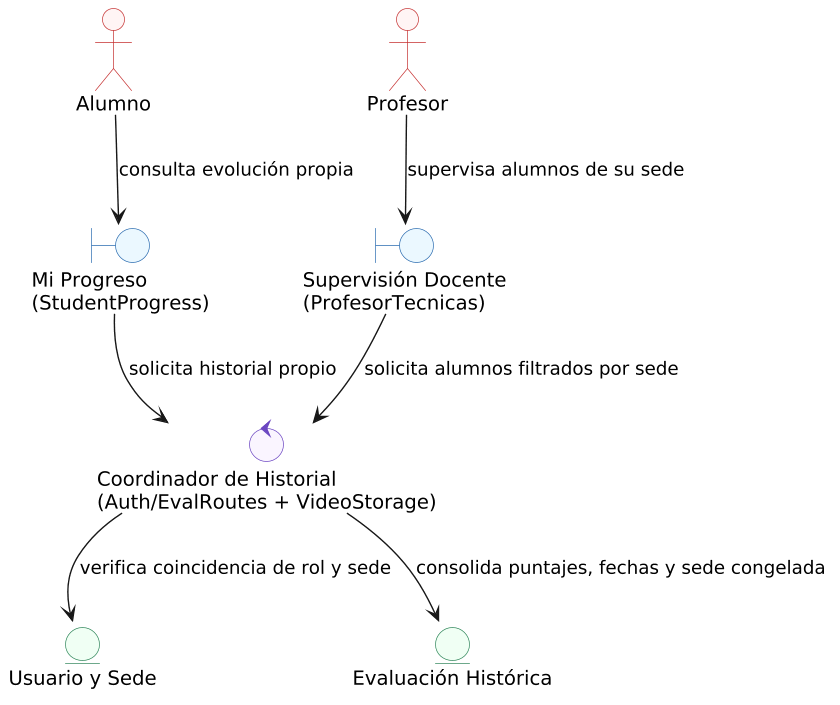 Alumno
Profesor
consulta evolución propia
supervisa alumnos de su sede
Mi Progreso
(StudentProgress)
Supervisión Docente
(ProfesorTecnicas)
solicita historial propio
solicita alumnos filtrados por sede
Coordinador de Historial
(Auth/EvalRoutes + VideoStorage)
verifica coincidencia de rol y sede
consolida puntajes, fechas y sede congelada
Usuario y Sede
Evaluación Histórica